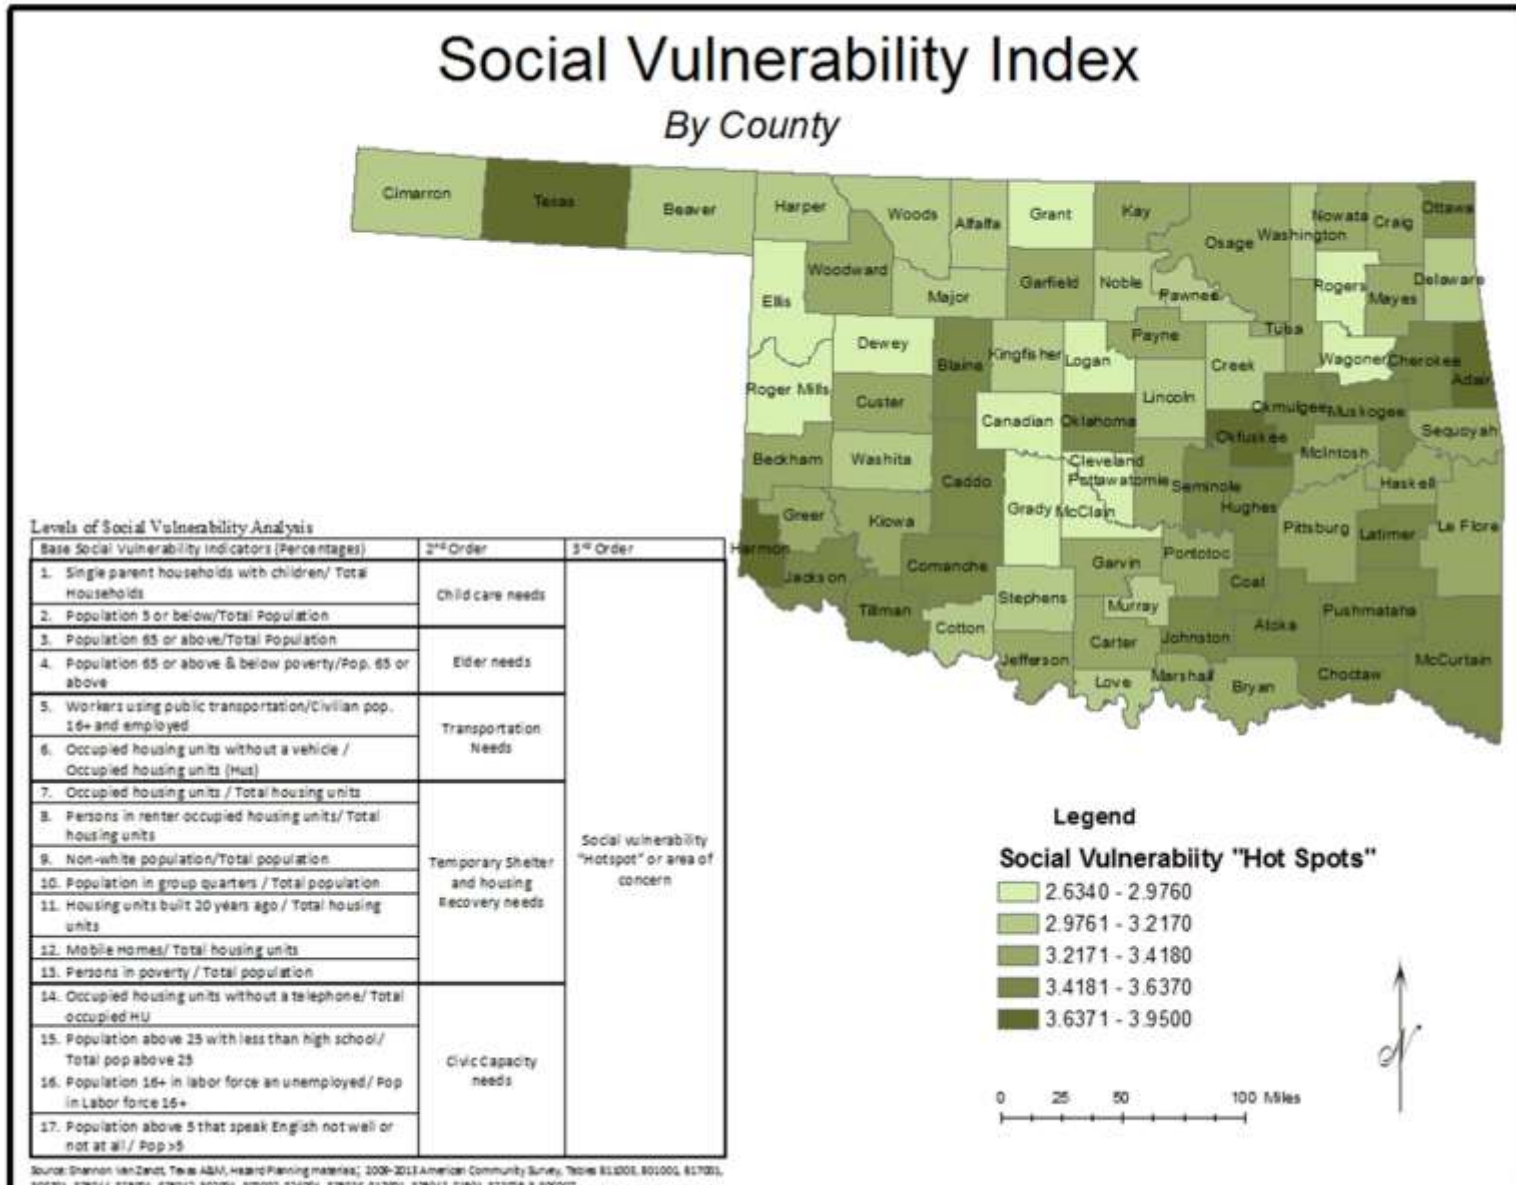 Social Vulnerability Index
By County
Cimarron
Texas
Beaver
Harper
Woods
Alfalfa
Grant
Kay
Osage
Washington
Nowata
Craig
Ottawa
Ellis
Woodward
Major
Garfield
Noble
Pawnee
Rogers
Mayes
Delaware
Dewey
Blaine
Kingfisher
Logan
Payne
Creek
Tulsa
Wagoner
Cherokee
Adair
Roger Mills
Custer
Canadian
Oklahoma
Lincoln
Okfuskee
Okmulgee
Muskogee
Sequoyah
Beckham
Washita
Caddo
Grady
Cleveland
Pottawatomie
McClain
Seminole
Hughes
McIntosh
Haskell
Pittsburg
Latimer
Le Flore
Harmon
Greer
Kiowa
Jackson
Comanche
Tillman
Cotton
Stephens
Garvin
Murray
Pontotoc
Coal
Jefferson
Carter
Love
Johnston
Marshall
Atoka
Bryan
Pushmataha
Choctaw
McCurtain
Levels of Social Vulnerability Analysis
Base Social Vulnerability Indicators (Percentages) 2nd Order 3rd Order
1. Single parent households with children/ Total
Households
2. Population 5 or below/Total Population
Child care needs
3. Population 65 or above/Total Population
4. Population 65 or above & below poverty/Pop. 65 or
above
Elder needs
5. Workers using public transportation/Civilian pop.
16+ and employed
6. Occupied housing units without a vehicle /
Occupied housing units (Hus)
Transportation
Needs
7. Occupied housing units / Total housing units
8. Persons in renter occupied housing units/ Total
housing units
9. Non-white population/Total population
10. Population in group quarters / Total population
11. Housing units built 20 years ago / Total housing
units
12. Mobile Homes/ Total housing units
13. Persons in poverty / Total population
Temporary Shelter
and housing
Recovery needs
14. Occupied housing units without a telephone/ Total
occupied HU
15. Population above 25 with less than high school/
Total pop above 25
16. Population 16+ in labor force an unemployed/ Pop
in Labor force 16+
17. Population above 5 that speak English not well or
not at all / Pop >5
Civic Capacity
needs
Social vulnerability
"Hotspot" or area of
concern
Source: Shannon Van Zandt, Texas A&M, Hazard Planning materials; 2009-2013 American Community Survey, Tables
Legend
Social Vulnerabiity "Hot Spots"
2.6340 - 2.9760
2.9761 - 3.2170
3.2171 - 3.4180
3.4181 - 3.6370
3.6371 - 3.9500
0 25 50 100 Miles
N